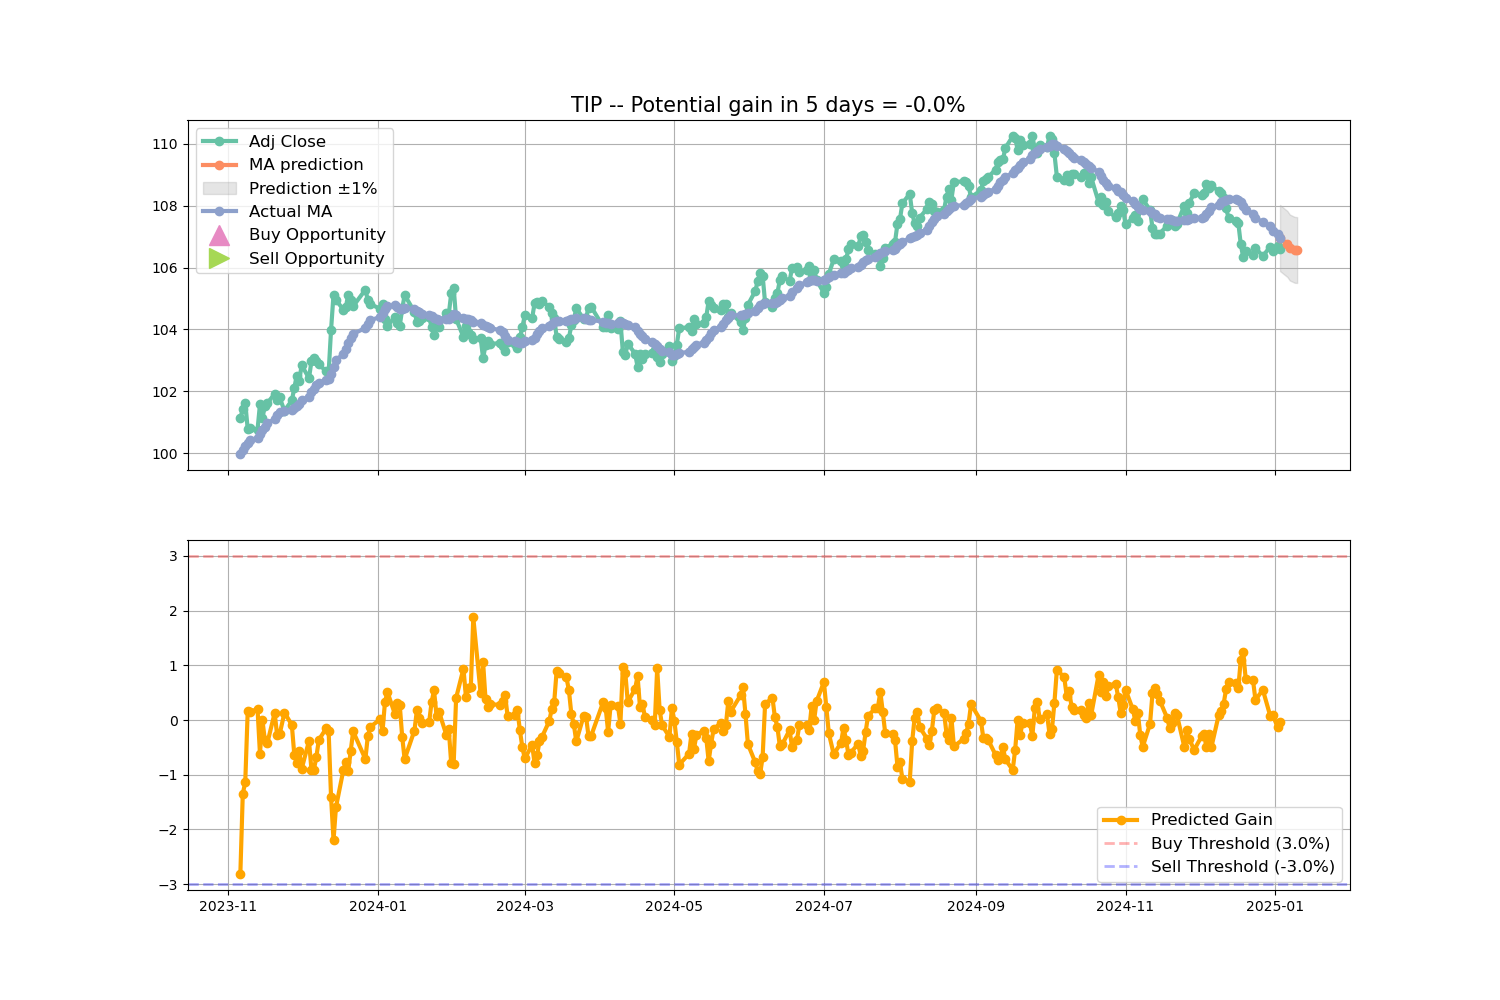 TIP -- Potential gain in 5 days = -0.0%
110
108
106
104
102
100
Adj Close
MA prediction
Prediction ±1%
Actual MA
Buy Opportunity
Sell Opportunity
3
2
1
0
−1
−2
−3
Predicted Gain
Buy Threshold (3.0%)
Sell Threshold (-3.0%)
2023-11 2024-01 2024-03 2024-05 2024-07 2024-09 2024-11 2025-01